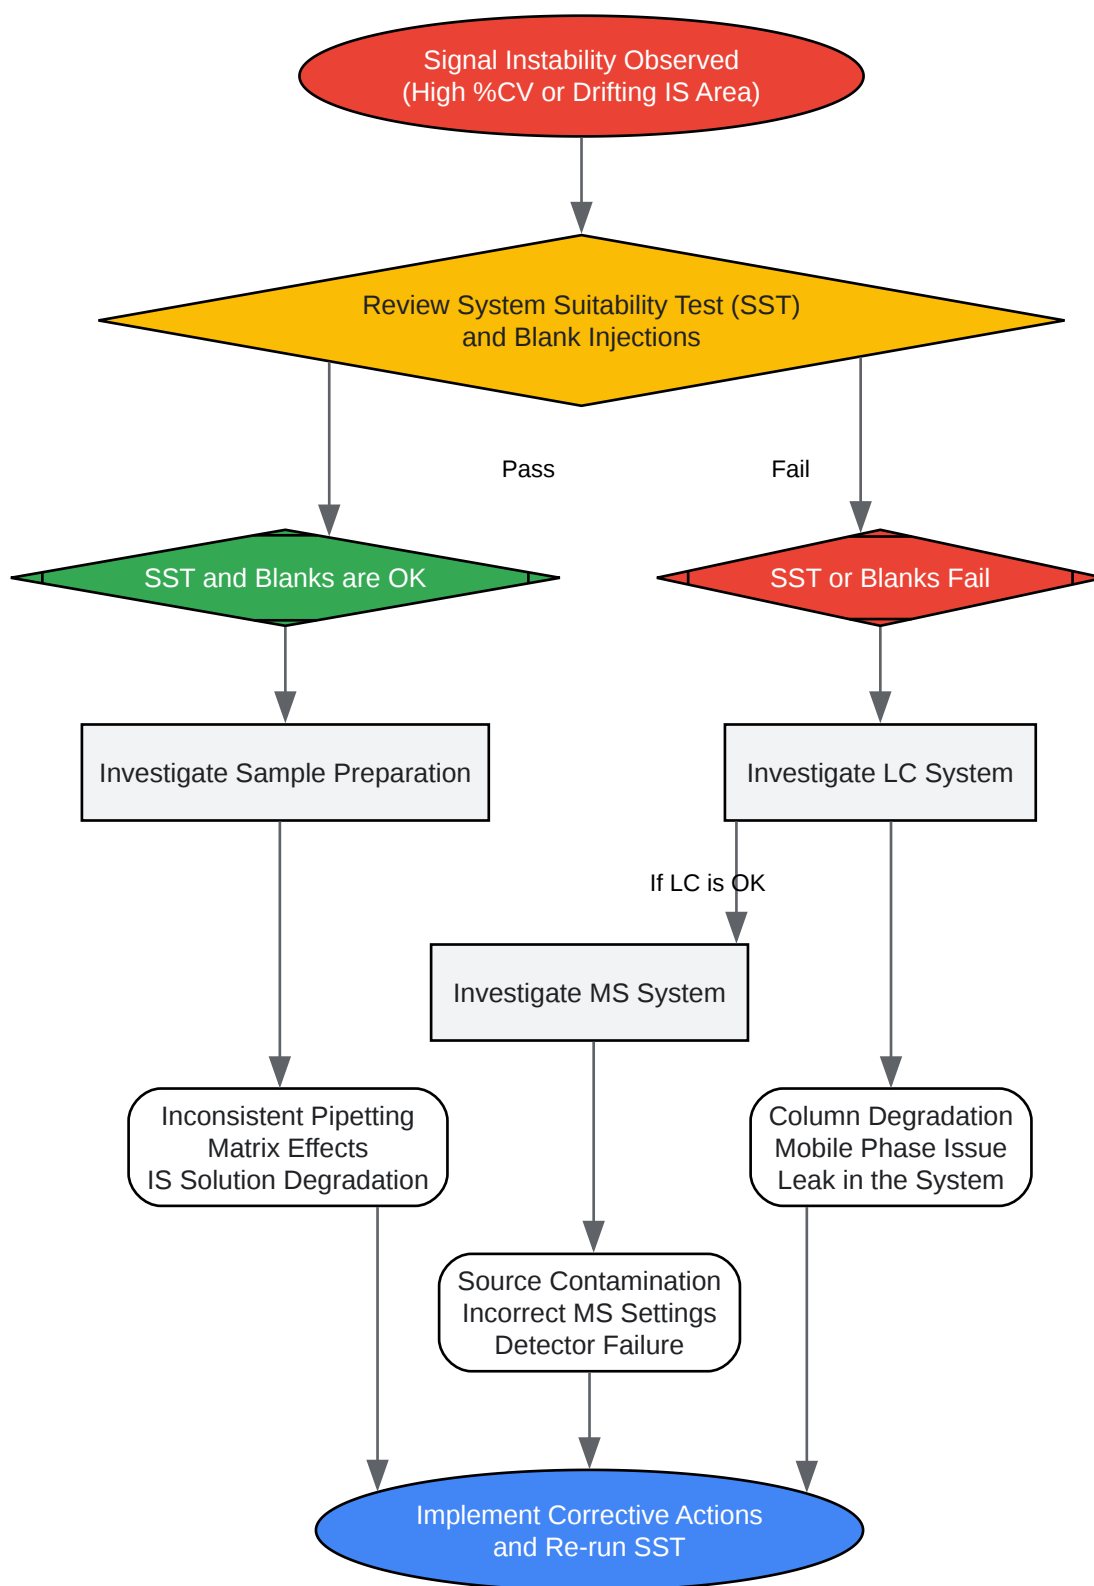 Signal Instability Observed
(High %CV or Drifting IS Area)
Review System Suitability Test (SST)
and Blank Injections
Pass
Fail
SST and Blanks are OK
SST or Blanks Fail
Investigate Sample Preparation
Investigate LC System
If LC is OK
Investigate MS System
Inconsistent Pipetting
Matrix Effects
IS Solution Degradation
Column Degradation
Mobile Phase Issue
Leak in the System
Source Contamination
Incorrect MS Settings
Detector Failure
Implement Corrective Actions
and Re-run SST